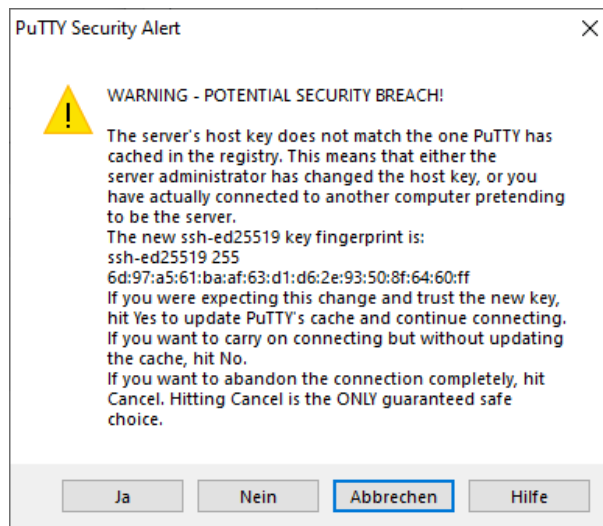 PuTTY Security Alert
WARNING - POTENTIAL SECURITY BREACH!
The server's host key does not match the one PuTTY has
cached in the registry. This means that either the
server administrator has changed the host key, or you
have actually connected to another computer pretending
to be the server.
The new ssh-ed25519 key fingerprint is:
ssh-ed25519 255
6d:97:a5:61:ba:af:63:d1:d6:2e:93:50:8f:64:60:ff
If you were expecting this change and trust the new key,
hit Yes to update PuTTY's cache and continue connecting.
If you want to carry on connecting but without updating
the cache, hit No.
If you want to abandon the connection completely, hit
Cancel. Hitting Cancel is the ONLY guaranteed safe
choice.
Ja Nein Abbrechen Hilfe